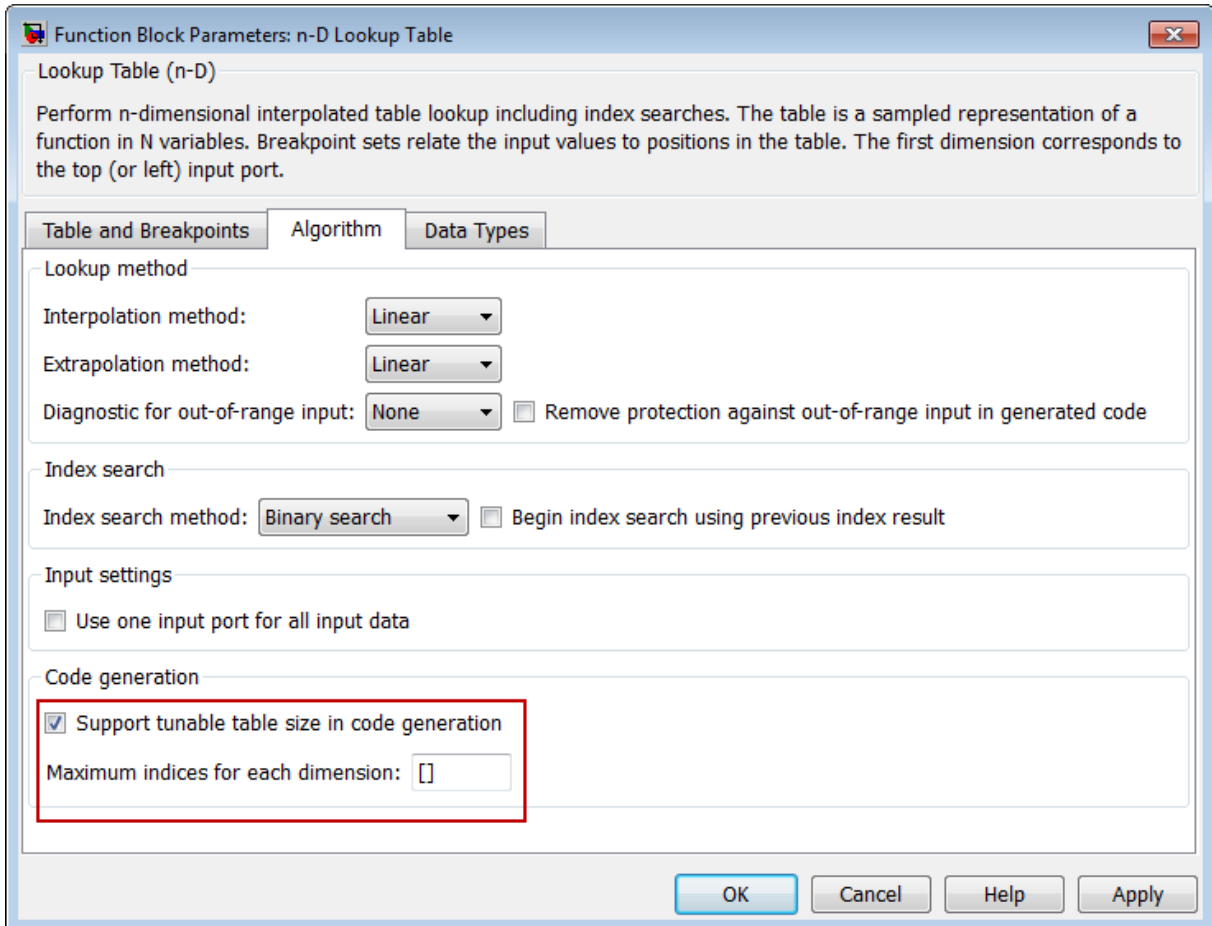 Function Block Parameters: n-D Lookup Table
Lookup Table (n-D)
Perform n-dimensional interpolated table lookup including index searches. The table is a sampled representation of a
function in N variables. Breakpoint sets relate the input values to positions in the table. The first dimension corresponds to
the top (or left) input port.
Table and Breakpoints Algorithm Data Types
Lookup method
Interpolation method: Linear
Extrapolation method: Linear
Diagnostic for out-of-range input: None Remove protection against out-of-range input in generated code
Index search
Index search method: Binary search Begin index search using previous index result
Input settings
Use one input port for all input data
Code generation
Support tunable table size in code generation
Maximum indices for each dimension: []
OK Cancel Help Apply